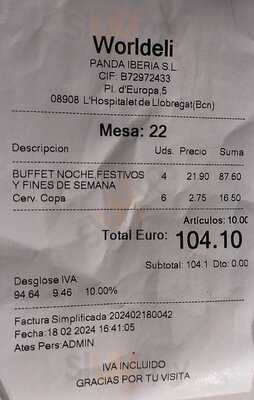 Worldeli
PANDA IBERIA S.L.
CIF: B72972433
Pl. d'Europa,5
08908 L'Hospitalet de Llobregat(Bcn)
Mesa: 22
Descripcion Uds. Precio Suma
BUFFET NOCHE,FESTIVOS 4 21.90 87.60
Y FINES DE SEMANA
Cerv. Copa 6 2.75 16.50
Articulos: 10.00
Total Euro: 104.10
Subtotal: 104.1 Dto: 0.00
Desglose IVA:
94.64 9.46 10.00%
Factura Simplificada 202402180042
Fecha:18 02 2024 16:41:05
Ates Pers:ADMIN
IVA INCLUIDO
GRACIAS POR TU VISITA